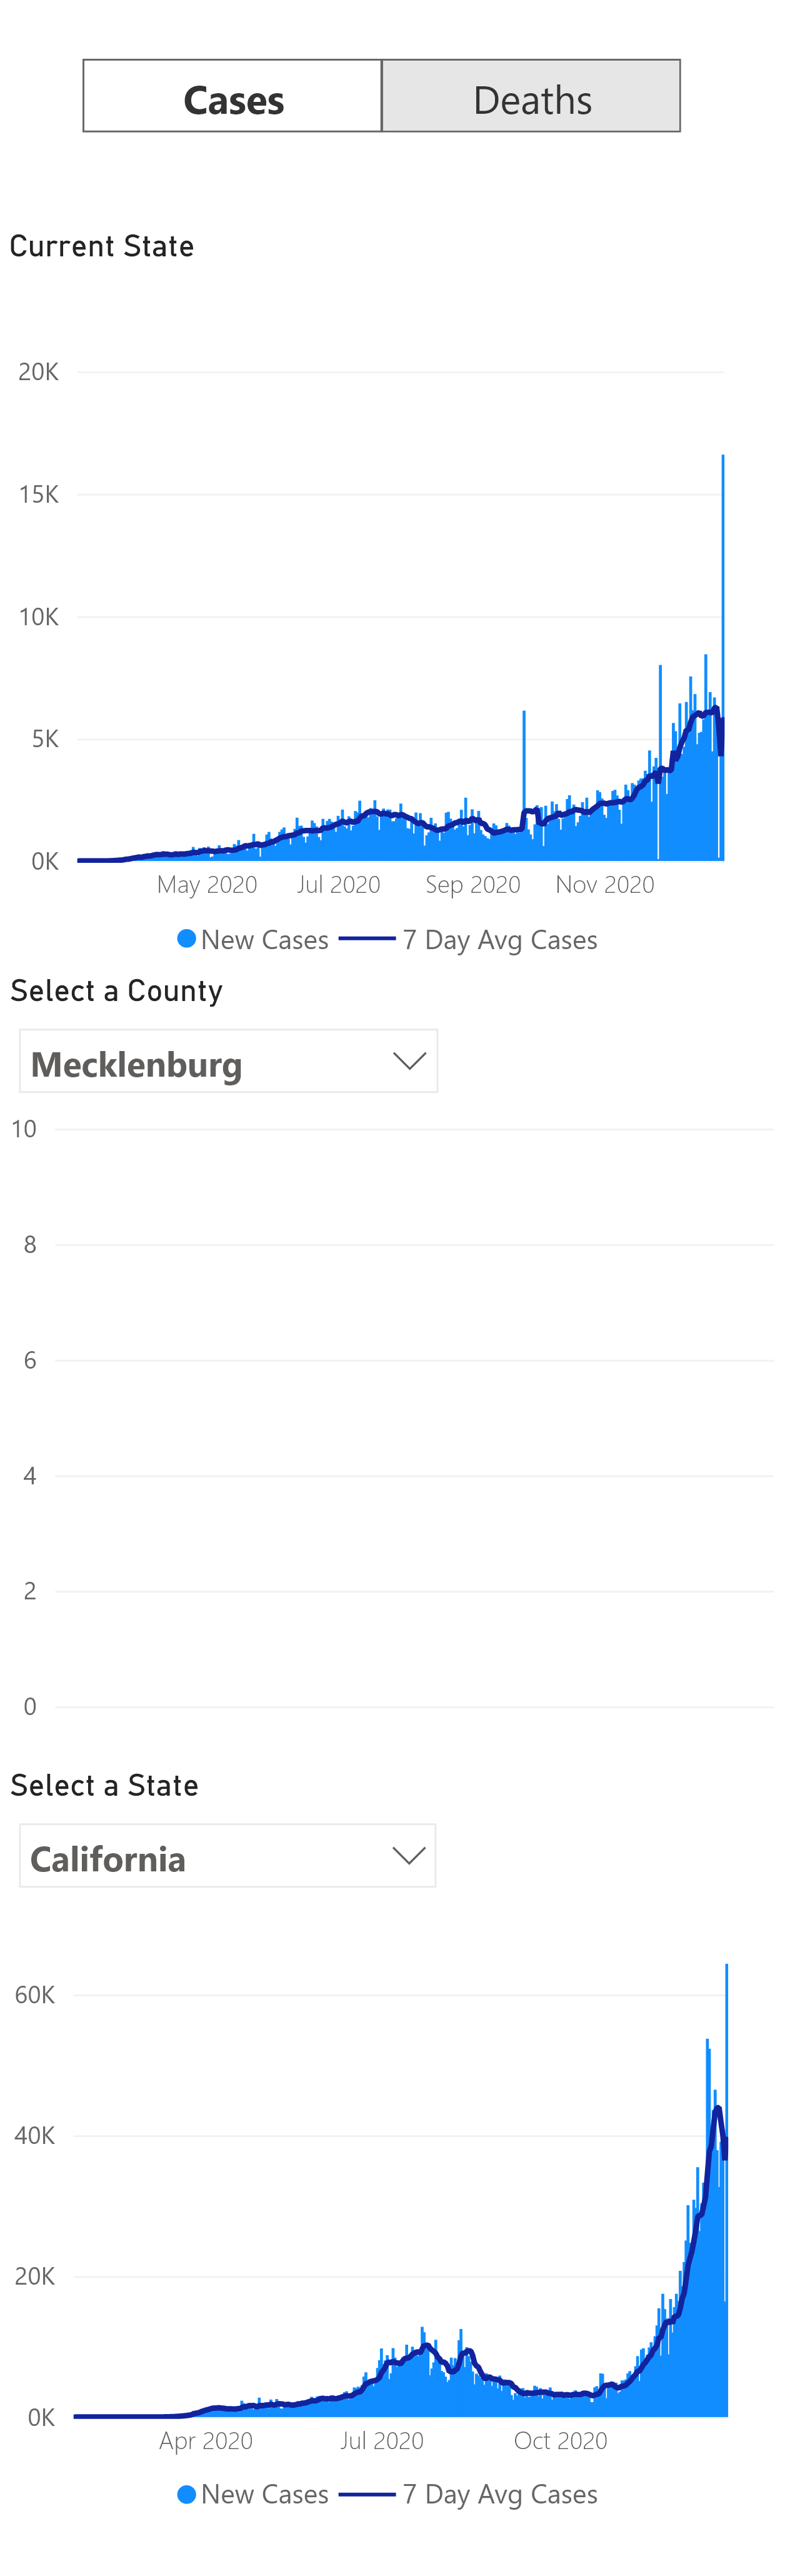 Cases Deaths
Current State
20K
15K
10K
5K
0K
May 2020 Jul 2020 Sep 2020 Nov 2020
New Cases 7 Day Avg Cases
Select a County
Mecklenburg
10
8
6
4
2
0
Select a State
California
60K
40K
20K
0K
Apr 2020 Jul 2020 Oct 2020
New Cases 7 Day Avg Cases